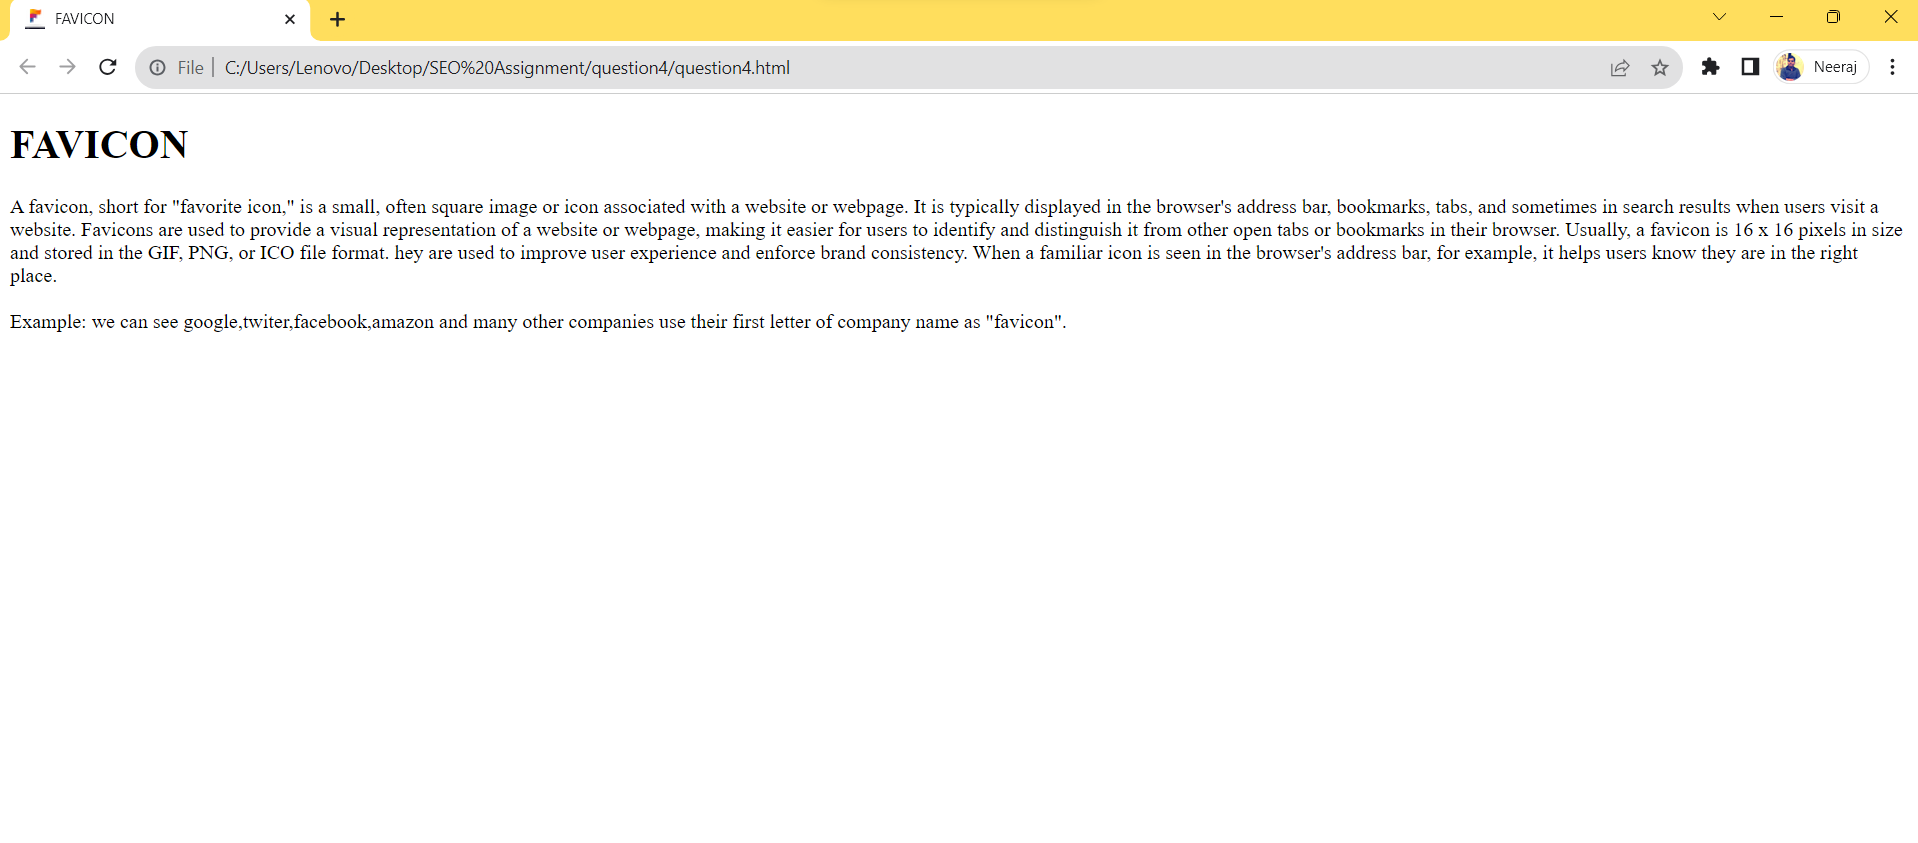 FAVICON
File | C:/Users/Lenovo/Desktop/SEO%20Assignment/question4/question4.html
Neeraj
FAVICON
A favicon, short for "favorite icon," is a small, often square image or icon associated with a website or webpage. It is typically displayed in the browser's address bar, bookmarks, tabs, and sometimes in search results when users visit a
website. Favicons are used to provide a visual representation of a website or webpage, making it easier for users to identify and distinguish it from other open tabs or bookmarks in their browser. Usually, a favicon is 16 x 16 pixels in size
and stored in the GIF, PNG, or ICO file format. hey are used to improve user experience and enforce brand consistency. When a familiar icon is seen in the browser's address bar, for example, it helps users know they are in the right
place.
Example: we can see google,twiter,facebook,amazon and many other companies use their first letter of company name as "favicon".